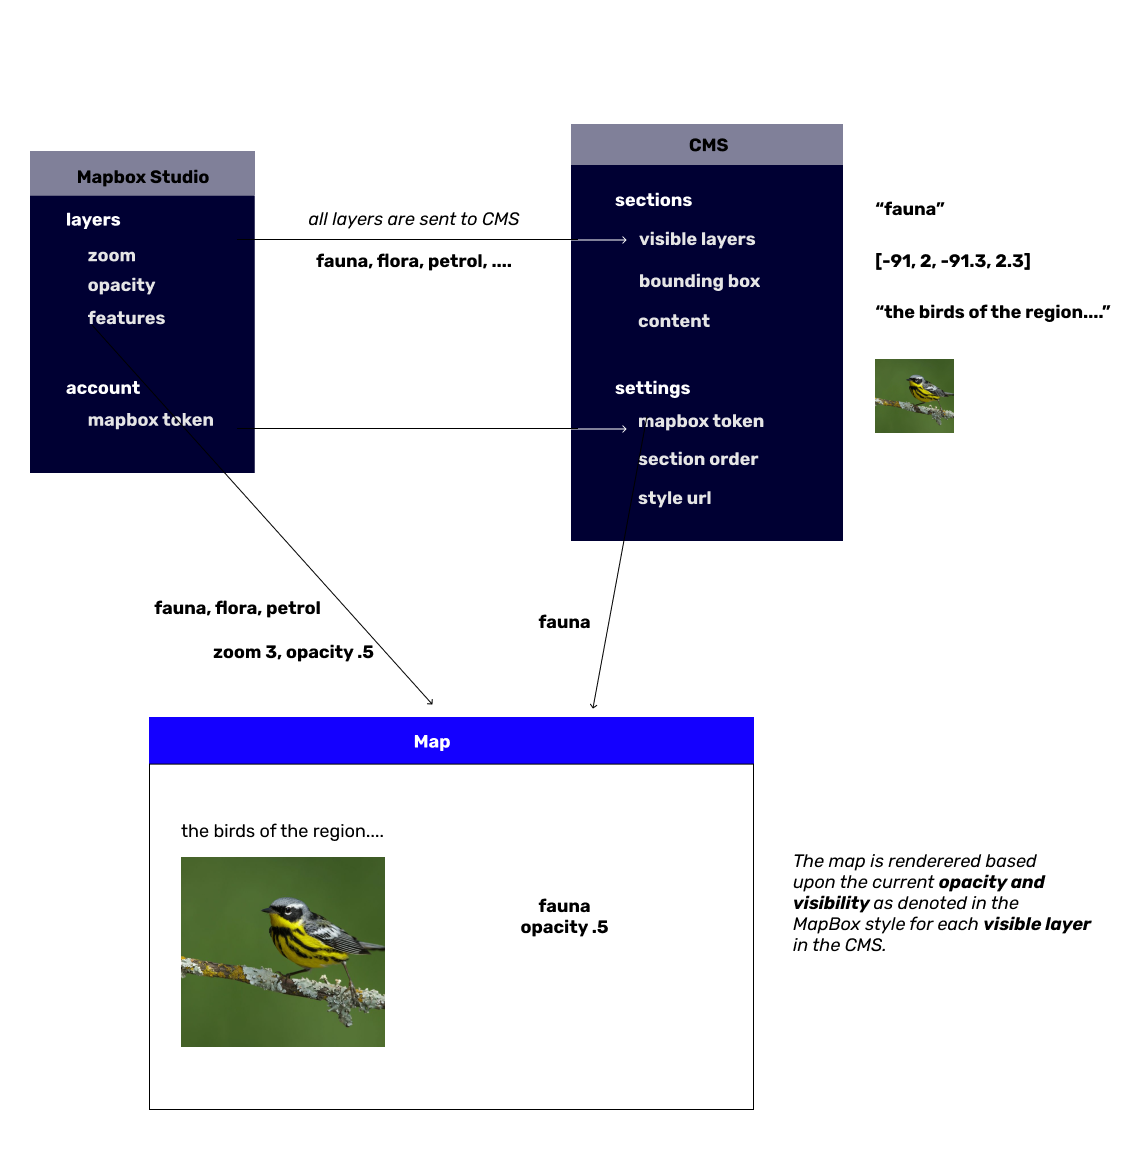 Mapbox Studio
layers
zoom
opacity
features
account
mapbox token
all layers are sent to CMS
fauna, flora, petrol, ....
CMS
sections
visible layers
bounding box
content
settings
mapbox token
section order
style url
“fauna”
[-91, 2, -91.3, 2.3]
“the birds of the region....”
fauna, flora, petrol
zoom 3, opacity .5
fauna
Map
the birds of the region....
fauna
opacity .5
The map is renderered based
upon the current opacity and
visibility as denoted in the
MapBox style for each visible layer
in the CMS.